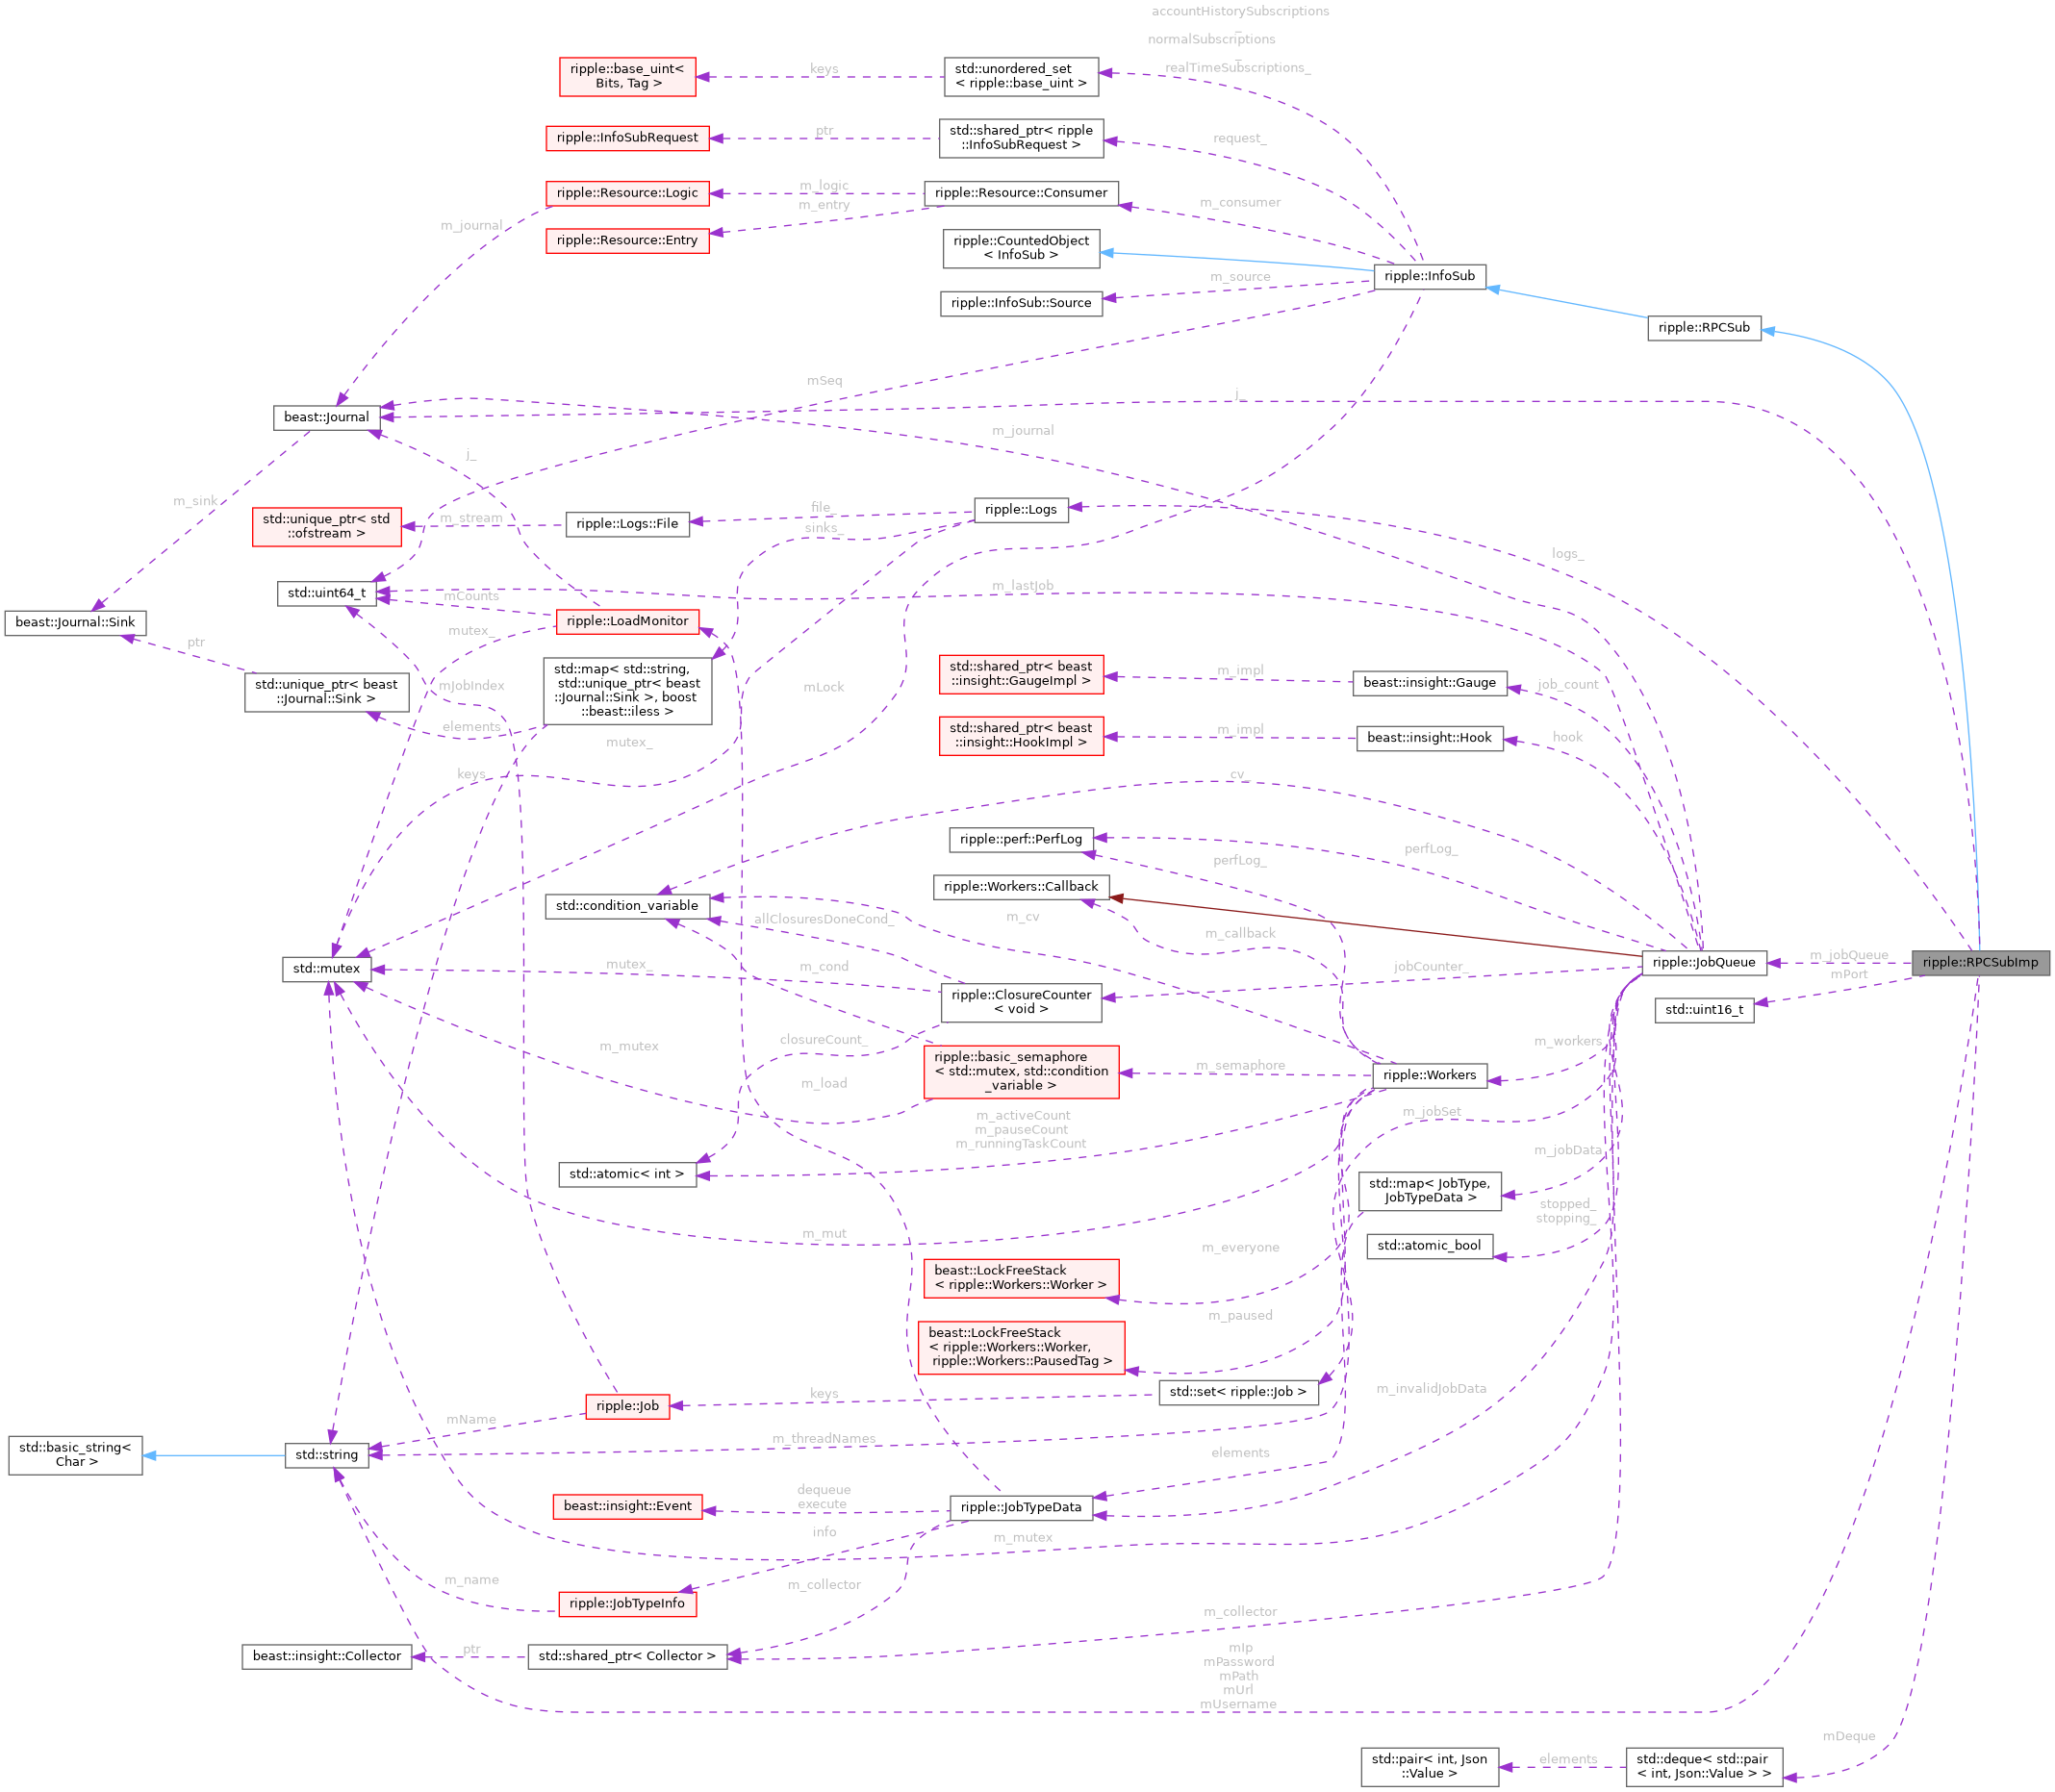 accountHistorySubscriptions
_
normalSubscriptions
_
realTimeSubscriptions_
ripple::base_uint<
Bits, Tag >
keys
std::unordered_set
< ripple::base_uint >
ripple::InfoSubRequest
ptr
std::shared_ptr< ripple
::InfoSubRequest >
request_
ripple::Resource::Logic
m_logic
ripple::Resource::Consumer
m_consumer
m_entry
m_journal
ripple::Resource::Entry
ripple::CountedObject
< InfoSub >
ripple::InfoSub
m_source
ripple::InfoSub::Source
ripple::RPCSub
mSeq
j_
beast::Journal
m_journal
j_
m_sink
std::unique_ptr< std
::ofstream >
m_stream
ripple::Logs::File
file_
sinks_
ripple::Logs
logs_
std::uint64_t
mCounts
m_lastJob
beast::Journal::Sink
ripple::LoadMonitor
mutex_
ptr
std::unique_ptr< beast
::Journal::Sink >
mJobIndex
std::map< std::string,
std::unique_ptr< beast
::Journal::Sink >, boost
::beast::iless >
mLock
std::shared_ptr< beast
::insight::GaugeImpl >
m_impl
beast::insight::Gauge
job_count
elements
mutex_
std::shared_ptr< beast
::insight::HookImpl >
m_impl
beast::insight::Hook
hook
keys
cv_
ripple::perf::PerfLog
perfLog_
perfLog_
ripple::Workers::Callback
std::condition_variable
allClosuresDoneCond_
m_cv
m_callback
std::mutex
mutex_
m_cond
jobCounter_
ripple::JobQueue
m_jobQueue
ripple::RPCSubImp
mPort
ripple::ClosureCounter
< void >
std::uint16_t
closureCount_
m_mutex
m_load
ripple::basic_semaphore
< std::mutex, std::condition
_variable >
m_semaphore
ripple::Workers
m_workers
m_activeCount
m_pauseCount
m_runningTaskCount
m_jobSet
std::atomic< int >
m_jobData
std::map< JobType,
JobTypeData >
m_mut
stopped_
stopping_
std::atomic_bool
m_everyone
beast::LockFreeStack
< ripple::Workers::Worker >
m_paused
beast::LockFreeStack
< ripple::Workers::Worker,
ripple::Workers::PausedTag >
ripple::Job
keys
std::set< ripple::Job >
m_invalidJobData
mName
m_threadNames
std::basic_string<
Char >
std::string
elements
beast::insight::Event
dequeue
execute
ripple::JobTypeData
info
m_mutex
m_name
ripple::JobTypeInfo
m_collector
m_collector
beast::insight::Collector
ptr
std::shared_ptr< Collector >
mIp
mPassword
mPath
mUrl
mUsername
mDeque
std::pair< int, Json
::Value >
elements
std::deque< std::pair
< int, Json::Value > >